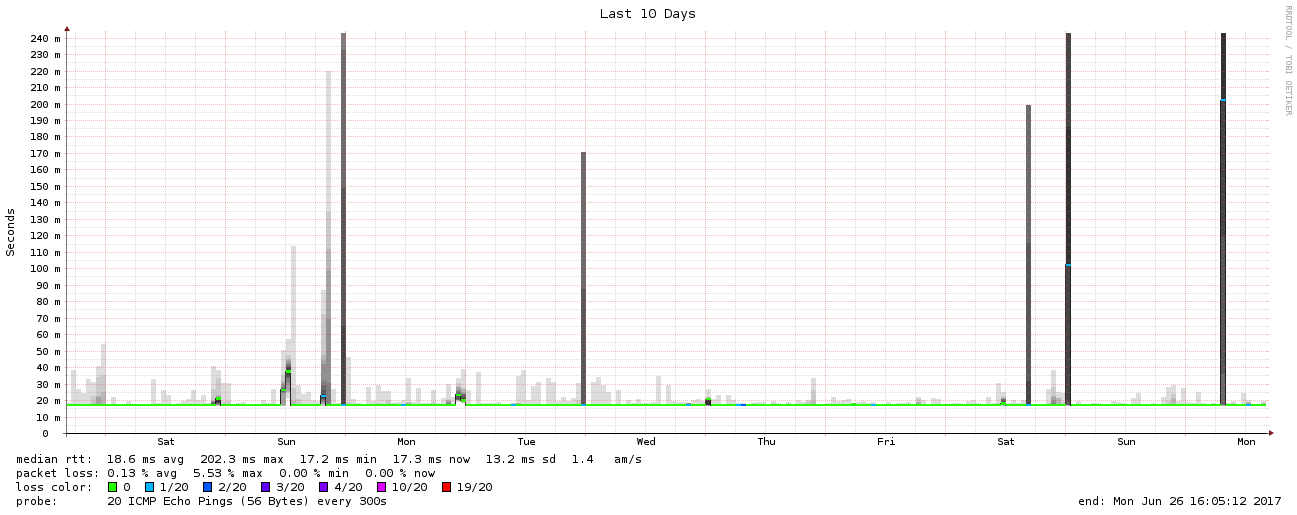 Last 10 Days
RRDTOOL / TOBI OETIKER
Seconds
240 m
230 m
220 m
210 m
200 m
190 m
180 m
170 m
160 m
150 m
140 m
130 m
120 m
110 m
100 m
90 m
80 m
70 m
60 m
50 m
40 m
30 m
20 m
10 m
0
Sat Sun Mon Tue Wed Thu Fri Sat Sun Mon
median rtt: 18.6 ms avg 202.3 ms max 17.2 ms min 17.3 ms now 13.2 ms sd 1.4 am/s
packet loss: 0.13 % avg 5.53 % max 0.00 % min 0.00 % now
loss color: 0 1/20 2/20 3/20 4/20 10/20 19/20
probe: 20 ICMP Echo Pings (56 Bytes) every 300s end: Mon Jun 26 16:05:12 2017